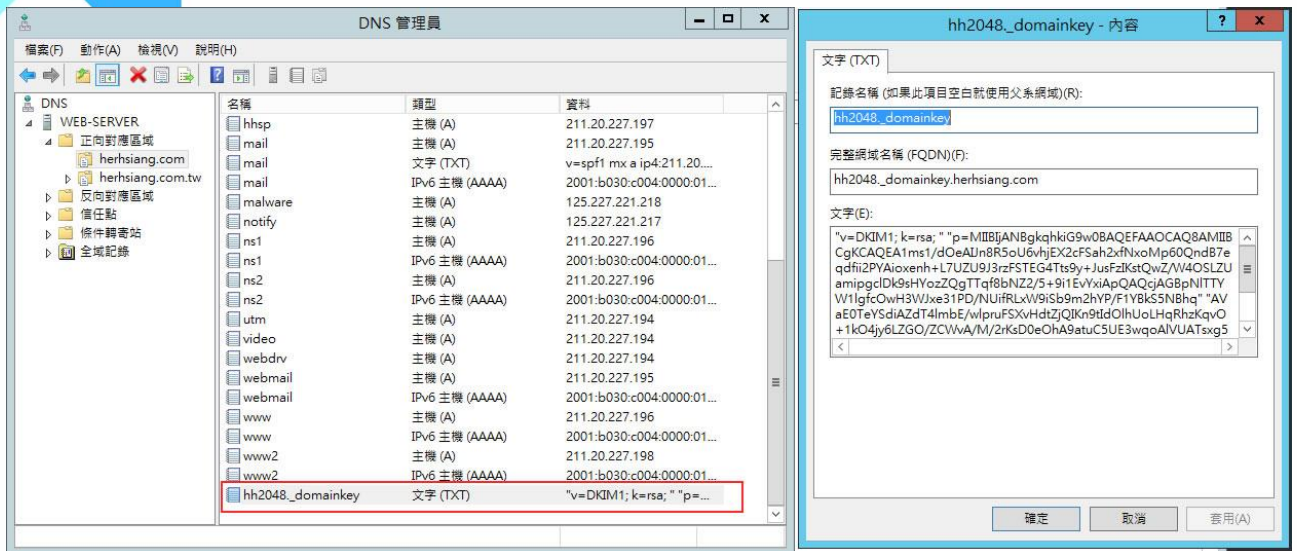 DNS 管理員
檔案(F) 動作(A) 檢視(V) 說明(H)
DNS
WEB-SERVER
正向對應區域
herhsiang.com
herhsiang.com.tw
反向對應區域
信任點
條件轉寄站
全域記錄
名稱 類型 資料
hhsp 主機 (A) 211.20.227.197
mail 主機 (A) 211.20.227.195
mail 文字 (TXT) v=spf1 mx a ip4:211.20....
mail IPv6 主機 (AAAA) 2001:b030:c004:0000:01...
malware 主機 (A) 125.227.221.218
notify 主機 (A) 125.227.221.217
ns1 主機 (A) 211.20.227.196
ns1 IPv6 主機 (AAAA) 2001:b030:c004:0000:01...
ns2 主機 (A) 211.20.227.196
ns2 IPv6 主機 (AAAA) 2001:b030:c004:0000:01...
utm 主機 (A) 211.20.227.194
video 主機 (A) 211.20.227.194
webdrv 主機 (A) 211.20.227.194
webmail 主機 (A) 211.20.227.195
webmail IPv6 主機 (AAAA) 2001:b030:c004:0000:01...
www 主機 (A) 211.20.227.196
www IPv6 主機 (AAAA) 2001:b030:c004:0000:01...
www2 主機 (A) 211.20.227.198
www2 IPv6 主機 (AAAA) 2001:b030:c004:0000:01...
hh2048._domainkey 文字 (TXT) "v=DKIM1; k=rsa; " "p=...
hh2048._domainkey - 內容
文字 (TXT)
記錄名稱 (如果此項目空白就使用父系網域)(R):
hh2048._domainkey
完整網域名稱 (FQDN)(F):
hh2048._domainkey.herhsiang.com
文字(E):
"v=DKIM1; k=rsa; " "p=MIIBIjANBgkqhkiG9w0BAQEFAAOCAQ8AMIIB
CgKCAQEA1ms1/dOeAIJn8R5oU6vhjEX2cFSah2xfNxoMp60QndB7e
qdfii2PYAioxenh+L7UZU9J3rzFSTEG4Tts9y+JusFzIKstQwZ/W4OSLZU
amipgclDk9sHYozZQgTTqf8bNZ2/5+9i1EvYxiApQAQcjAGBpNlTTY
W1lgfcOwH3WJxe31PD/NUifRLxW9iSb9m2hYP/F1YBkS5NBhq" "AV
aE0TeYSdiAZdT4lmbE/wlpruFSXvHdtZjQIKn9tIdOlhUoLHqRhzKqvO
+1kO4jy6LZGO/ZCWvA/M/2rKsD0eOhA9atuC5UE3wqoAlVUATsxg5
確定 取消 套用(A)